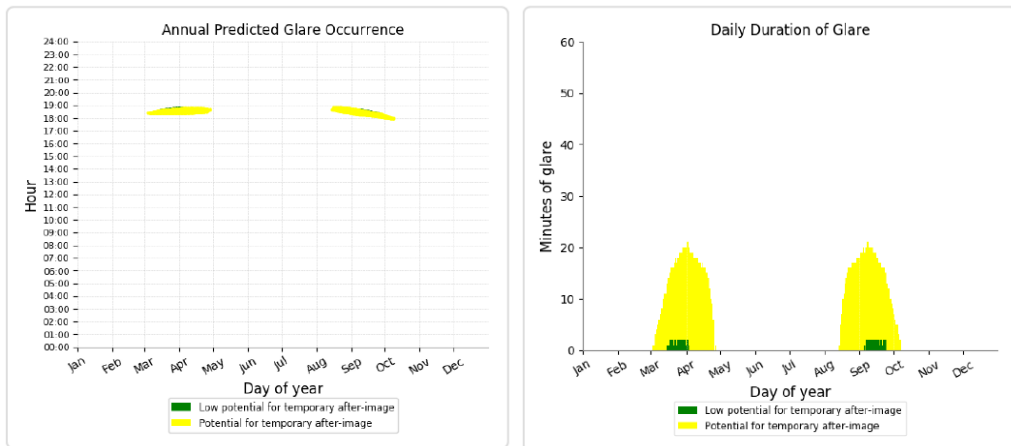 Annual Predicted Glare Occurrence
24:00
23:00
22:00
21:00
20:00
19:00
18:00
17:00
16:00
15:00
14:00
13:00
12:00
11:00
10:00
09:00
08:00
07:00
06:00
05:00
04:00
03:00
02:00
01:00
00:00
Hour
Jan Feb Mar Apr May Jun Jul Aug Sep Oct Nov Dec
Day of year
Low potential for temporary after-image
Potential for temporary after-image
Daily Duration of Glare
60
50
40
30
20
10
0
Minutes of glare
Jan Feb Mar Apr May Jun Jul Aug Sep Oct Nov Dec
Day of year
Low potential for temporary after-image
Potential for temporary after-image